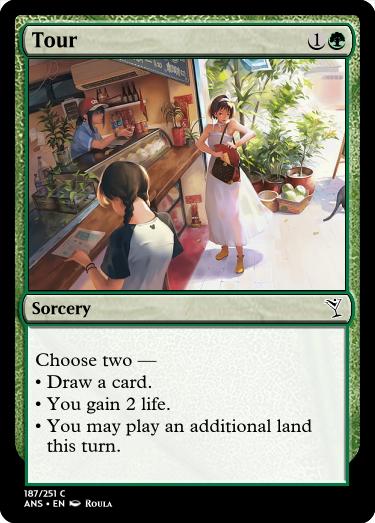 Tour
1
Sorcery
Choose two —
• Draw a card.
• You gain 2 life.
• You may play an additional land
this turn.
187/251 C
ANS • EN Roula